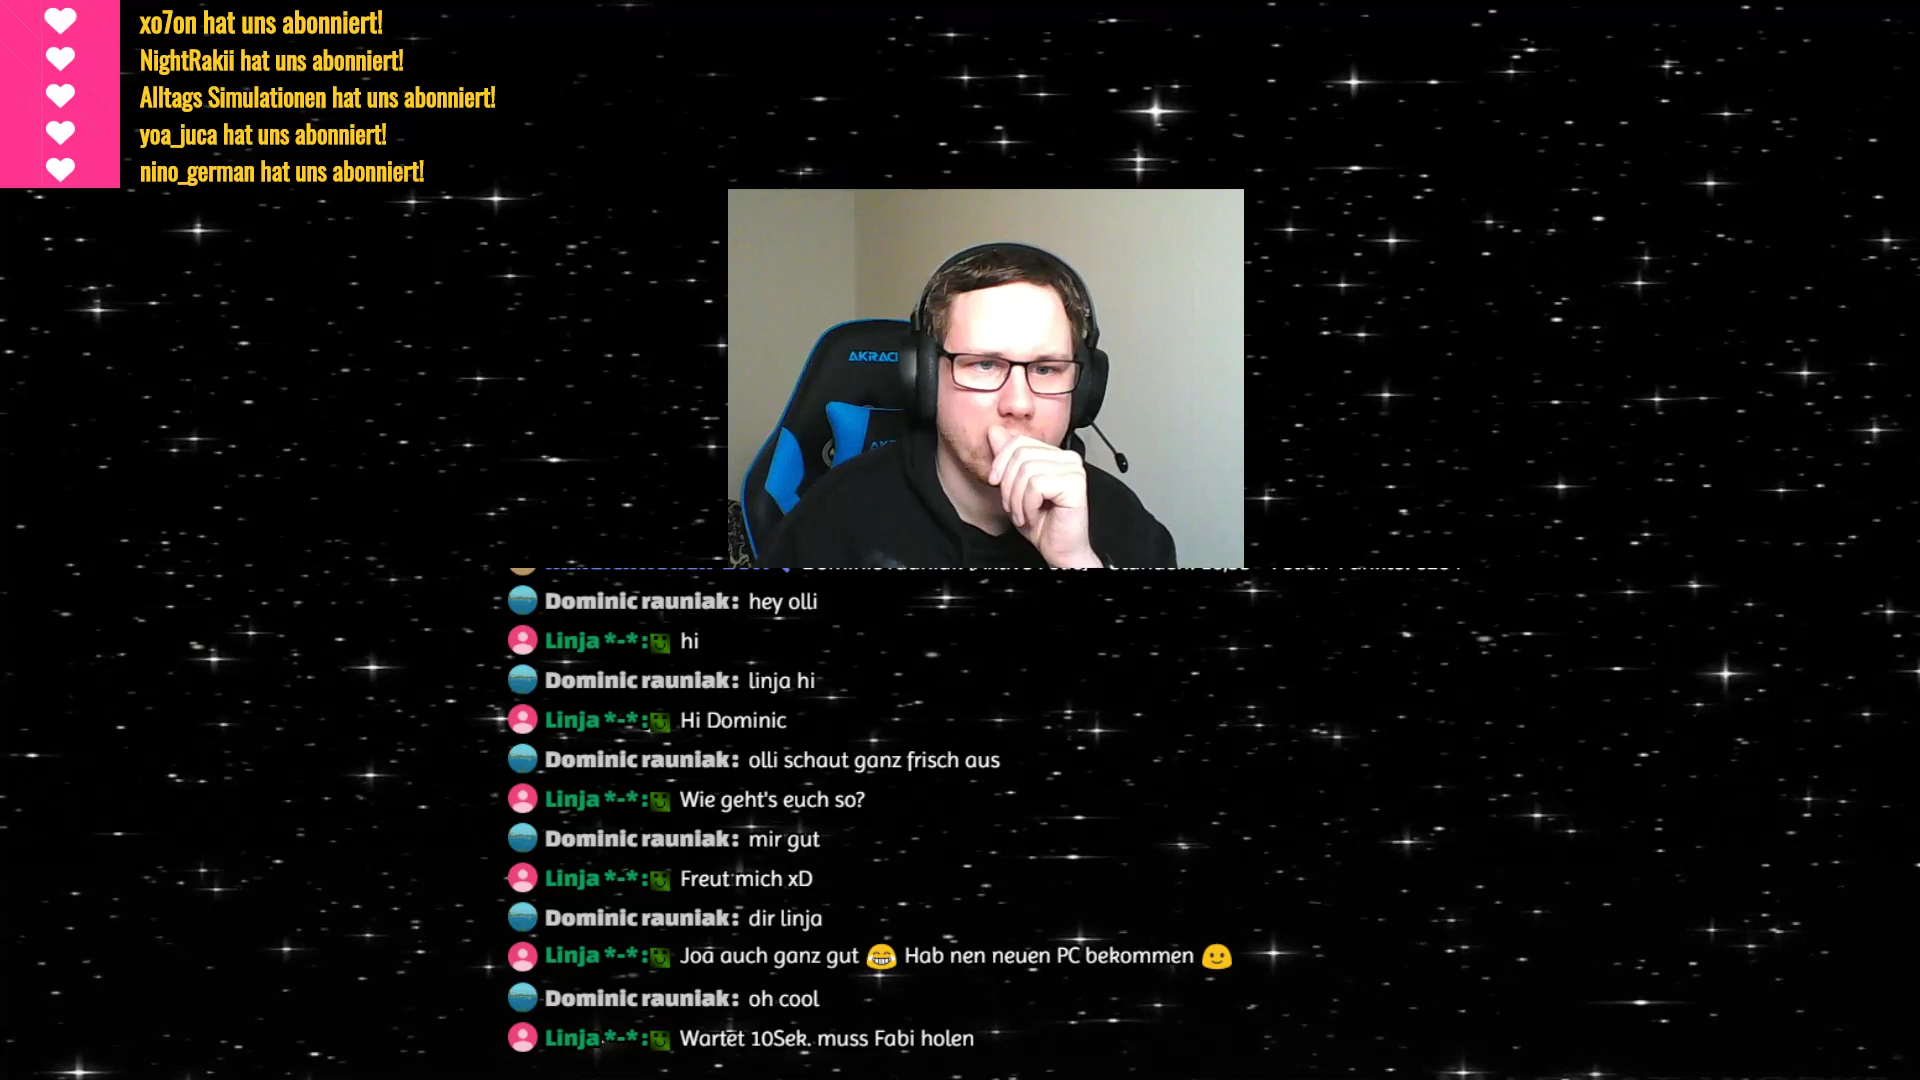 xo7on hat uns abonniert!
NightRakii hat uns abonniert!
Alltags Simulationen hat uns abonniert!
yoa_juca hat uns abonniert!
nino_german hat uns abonniert!
AKRACI
Dominic rauniak: hey olli
Linja *-*: hi
Dominic rauniak: linja hi
Linja *-*: Hi Dominic
Dominic rauniak: olli schaut ganz frisch aus
Linja *-*: Wie geht's euch so?
Dominic rauniak: mir gut
Linja *-*: Freut mich xD
Dominic rauniak: dir linja
Linja *-*: Joa auch ganz gut 😂 Hab nen neuen PC bekommen 🙂
Dominic rauniak: oh cool
Linja *-*: Wartet 10Sek. muss Fabi holen